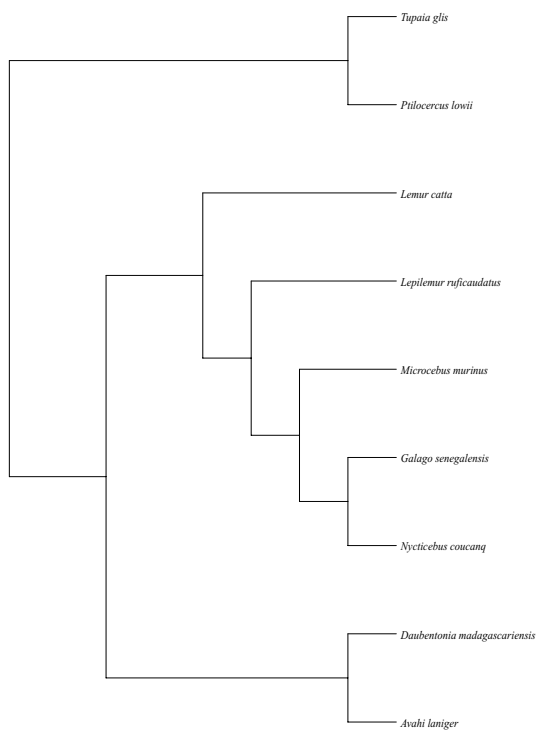 Tupaia glis
Ptilocercus lowii
Lemur catta
Lepilemur ruficaudatus
Microcebus murinus
Galago senegalensis
Nycticebus coucanq
Daubentonia madagascariensis
Avahi laniger